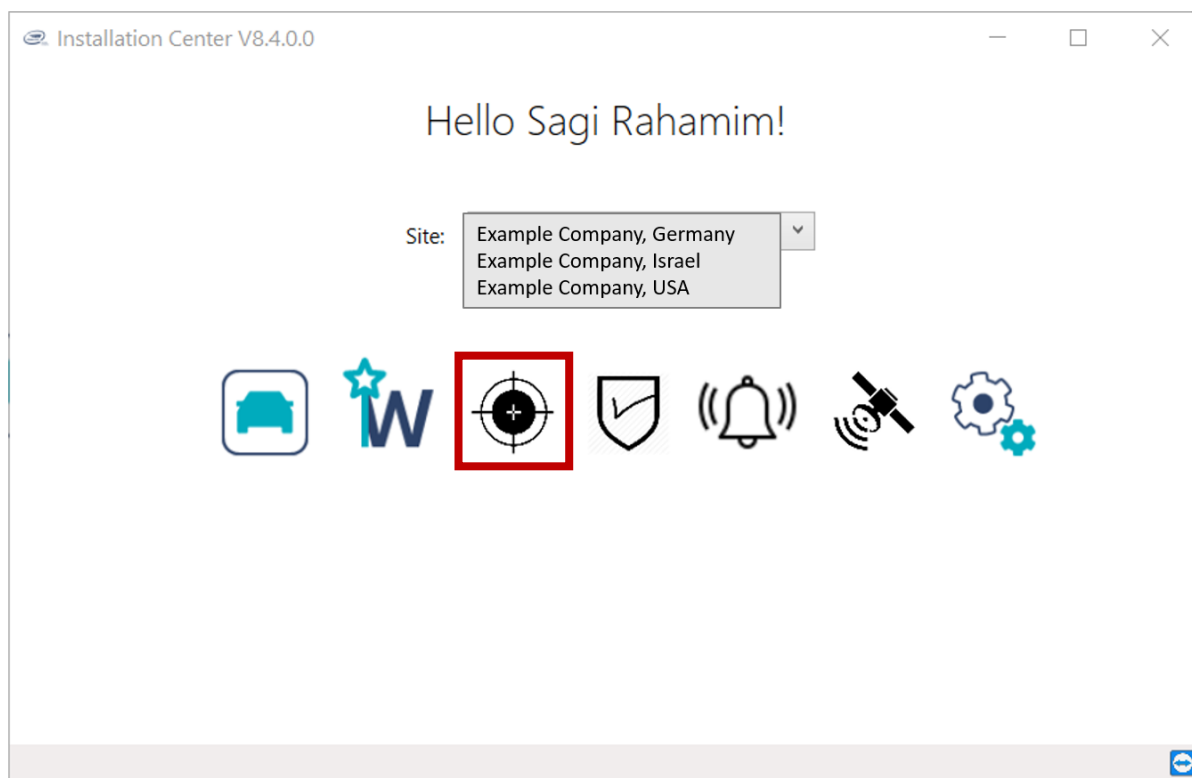 Installation Center V8.4.0.0
Hello Sagi Rahamim!
Site:
Example Company, Germany
Example Company, Israel
Example Company, USA
W